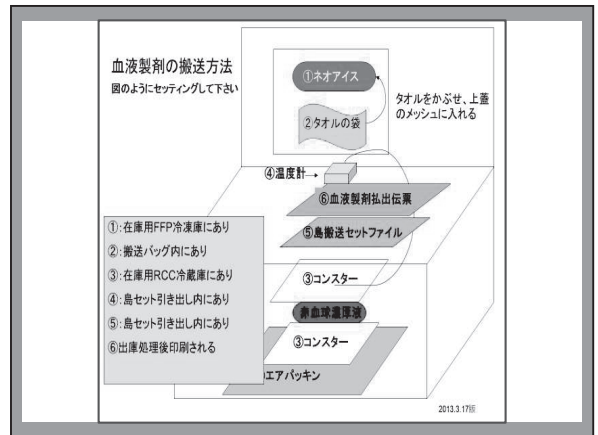 血液製剤の搬送方法
図のようにセッティングして下さい
①ネオアイス
②タオルの袋
タオルをかぶせ、上蓋
のメッシュに入れる
④温度計→
⑥血液製剤払出伝票
⑤島搬送セットファイル
③コンスター
赤血球濃厚液
③コンスター
エアパッキン
①:在庫用FFP冷凍庫にあり
②:搬送バッグ内にあり
③:在庫用RCC冷蔵庫にあり
④:島セット引き出し内にあり
⑤:島セット引き出し内にあり
⑥出庫処理後印刷される
2013.3.17版